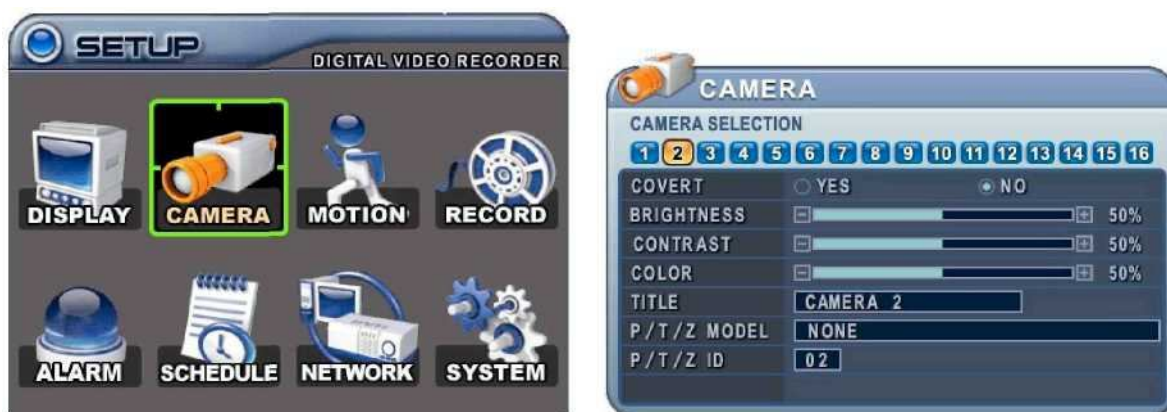 SETUP
DIGITAL VIDEO RECORDER
DISPLAY CAMERA MOTION RECORD
ALARM SCHEDULE NETWORK SYSTEM
CAMERA
CAMERA SELECTION
1 2 3 4 5 6 7 8 9 10 11 12 13 14 15 16
COVERT YES NO
BRIGHTNESS 50%
CONTRAST 50%
COLOR 50%
TITLE CAMERA 2
P/T/Z MODEL NONE
P/T/Z ID 02